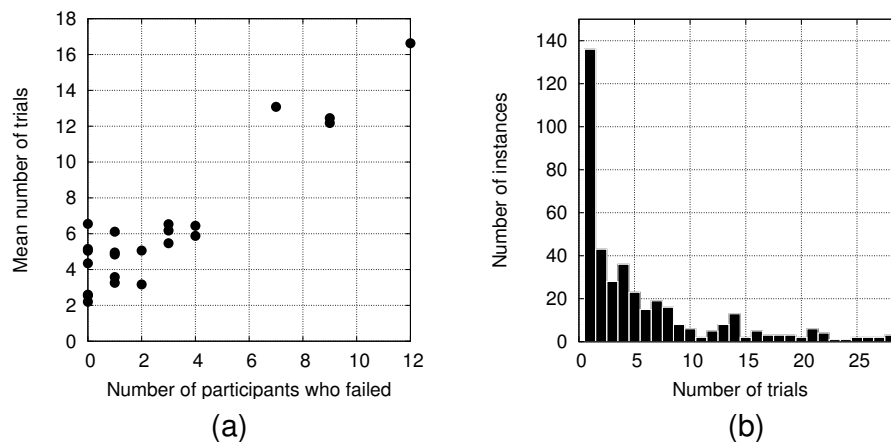 18
16
14
12
10
8
6
4
2
0
0 2 4 6 8 10 12
Mean number of trials
Number of participants who failed
(a)
140
120
100
80
60
40
20
0
0 5 10 15 20 25
Number of instances
Number of trials
(b)